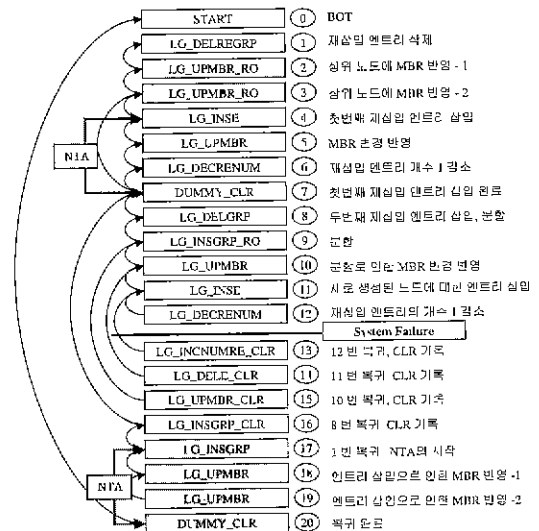 START 0 BOT
LG_DELREGRP 1 재삽입 엔트리 삭제
LG_UPMBR_RO 2 상위 노드에 MBR 반영 - 1
LG_UPMBR_RO 3 상위 노드에 MBR 반영 - 2
LG_INSE 4 첫번째 재삽입 엔트리 삽입
NTA
LG_UPMBR 5 MBR 변경 반영
LG_DECRENUM 6 재삽입 엔트리 개수 1 감소
DUMMY_CLR 7 첫번째 재삽입 엔트리 삽입 완료
LG_DELGRP 8 두번째 재삽입 엔트리 삽입, 분할
LG_INSGRP_RO 9 분할
LG_UPMBR 10 분할로 인한 MBR 변경 반영
LG_INSE 11 새로 생성된 노드에 대한 엔트리 삽입
LG_DECRENUM 12 재삽입 엔트리의 개수 1 감소
System Failure
LG_INCNUMRE_CLR 13 12 번 복귀, CLR 기록
LG_DELE_CLR 14 11 번 복귀 CLR 기록
LG_UPMBR_CLR 15 10 번 복귀, CLR 기록
LG_INSGRP_CLR 16 8 번 복귀 CLR 기록
LG_INSGRP 17 1 번 복귀 NTA의 시작
LG_UPMBR 18 엔트리 삽입으로 인한 MBR 반영 -1
NTA
LG_UPMBR 19 엔트리 삽입으로 인한 MBR 반영 -2
DUMMY_CLR 20 복귀 완료